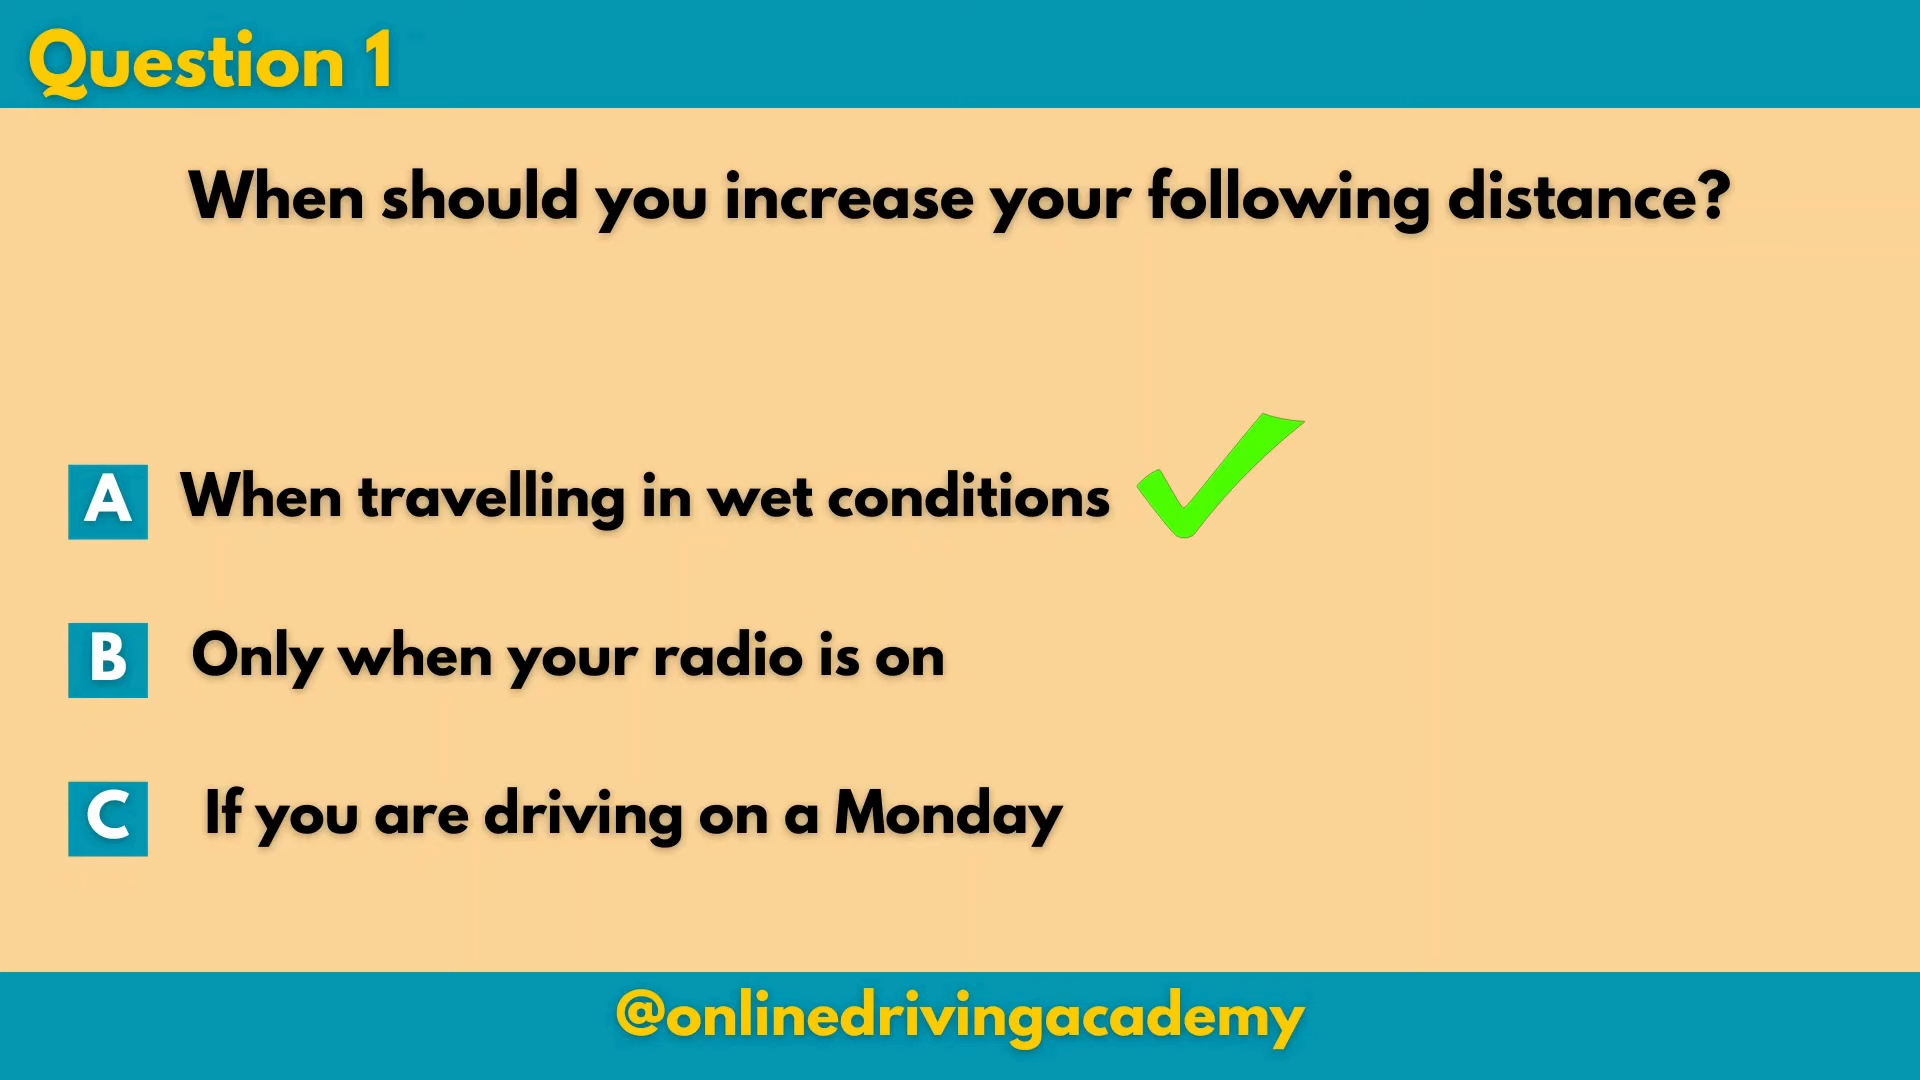 Question 1
When should you increase your following distance?
A When travelling in wet conditions
B Only when your radio is on
C If you are driving on a Monday
@onlinedrivingacademy